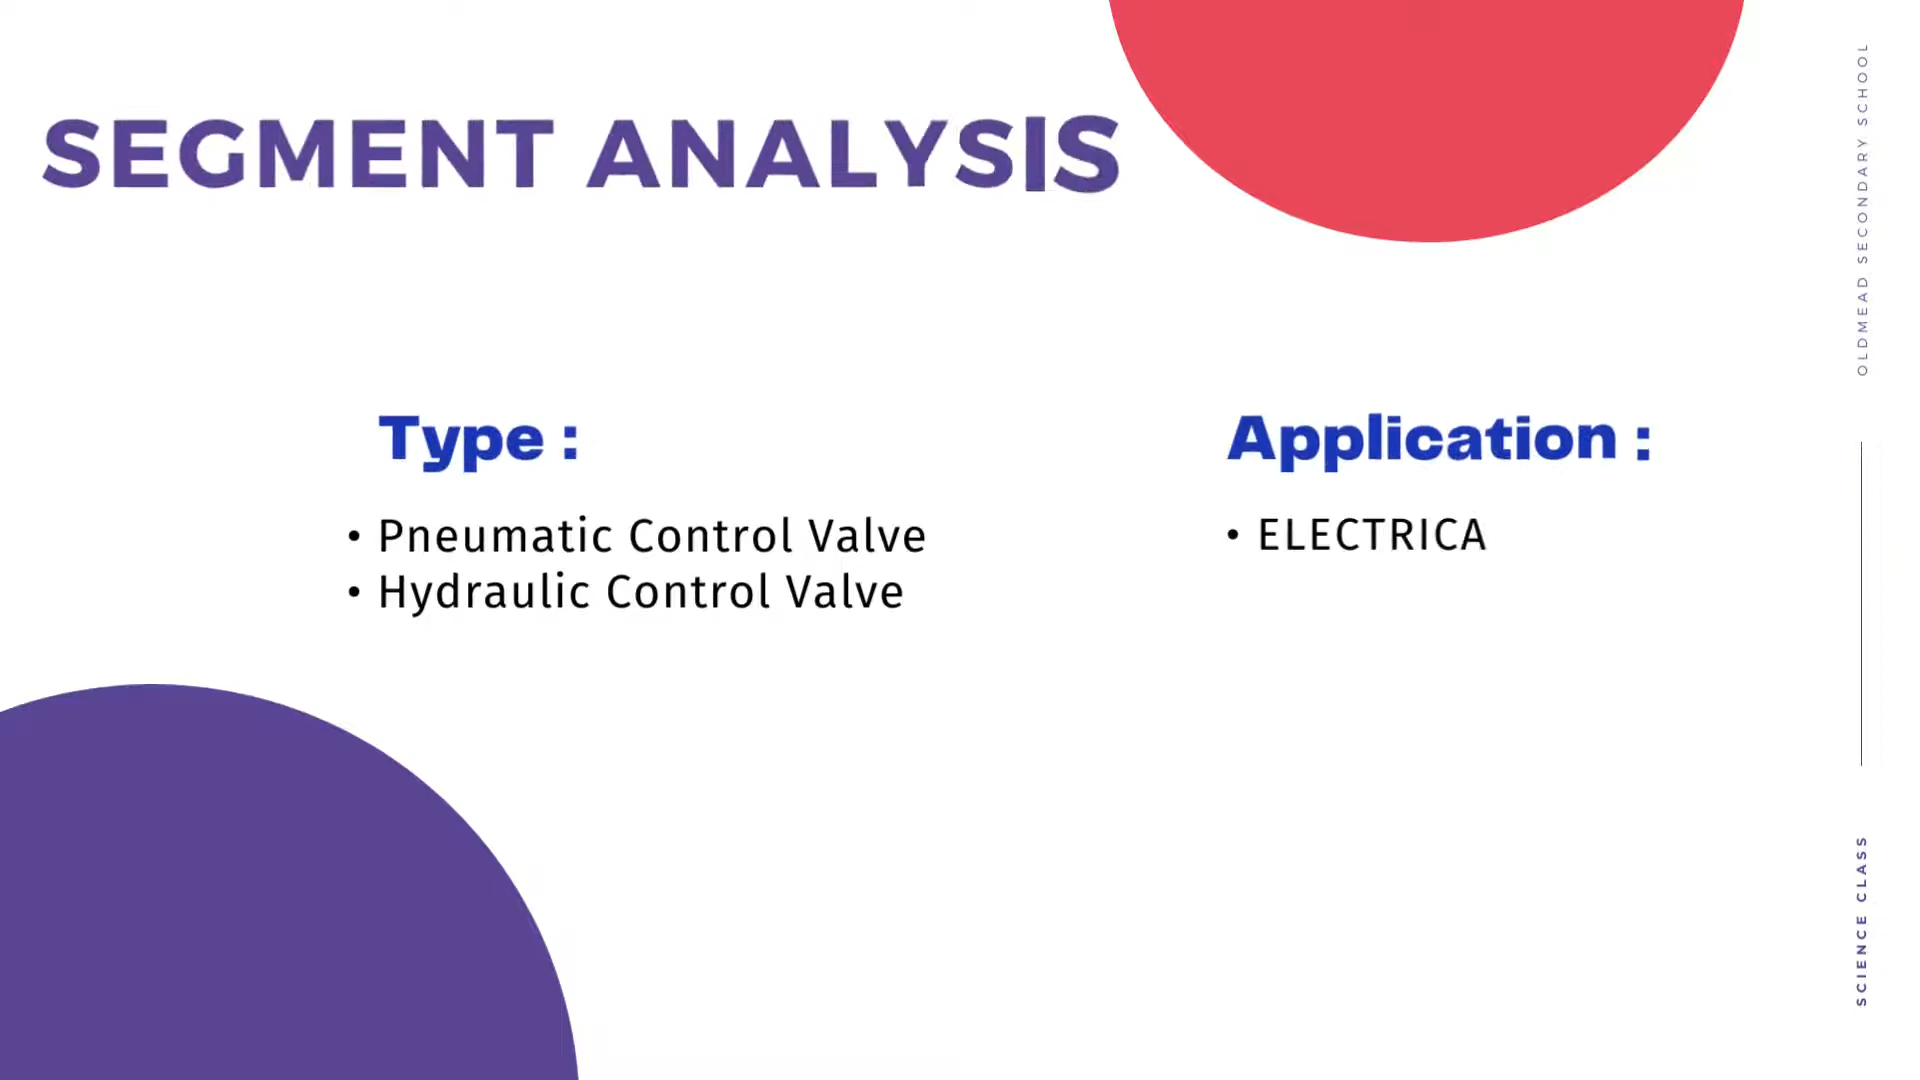 SEGMENT ANALYSIS
Type :
• Pneumatic Control Valve
• Hydraulic Control Valve
Application :
• ELECTRICA
OLDMEAD SECONDARY SCHOOL
SCIENCE CLASS